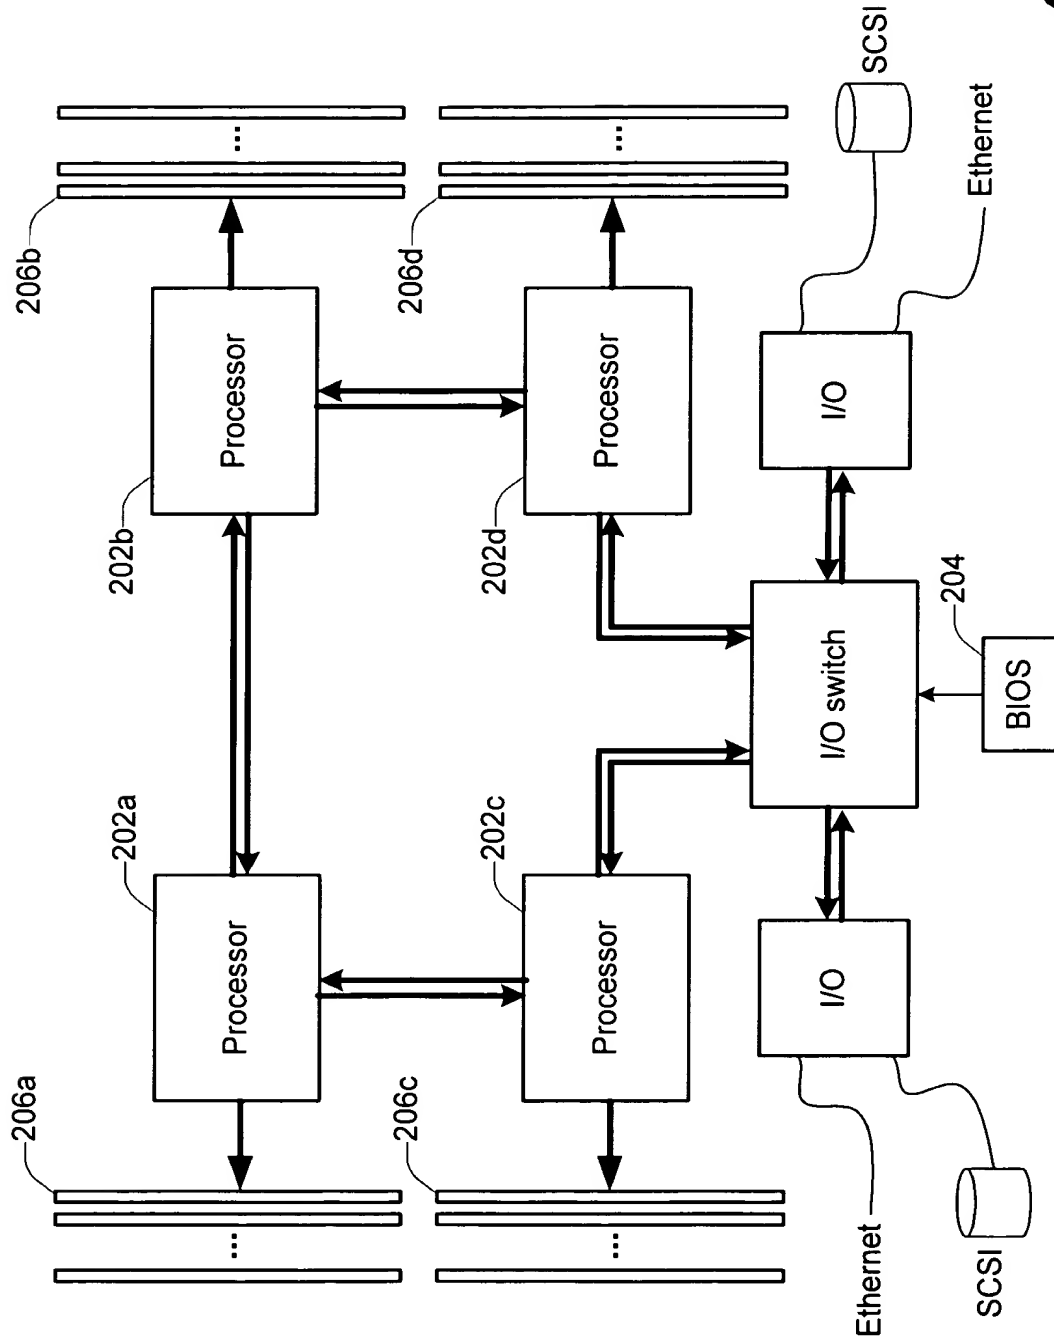 206a
206b
202a
202b
... Processor
Processor ...
206c
206d
202c
202d
... Processor
Processor ...
I/O
I/O switch
I/O
Ethernet
SCSI
204
Ethernet
SCSI
BIOS